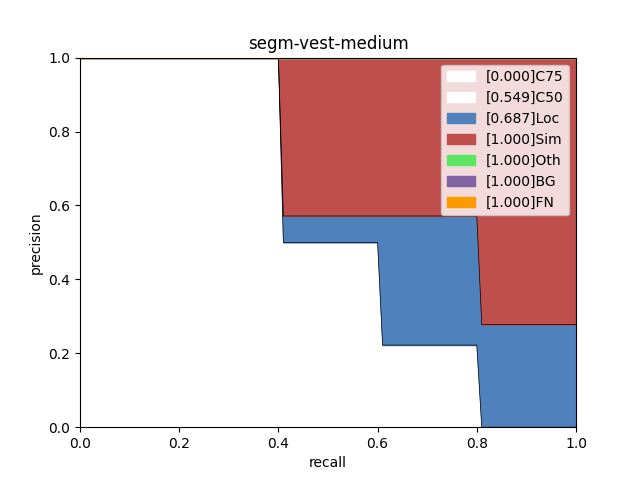 segm-vest-medium
1.0
0.8
0.6
0.4
0.2
0.0
precision
[0.000]C75
[0.549]C50
[0.687]Loc
[1.000]Sim
[1.000]Oth
[1.000]BG
[1.000]FN
0.0 0.2 0.4 0.6 0.8 1.0
recall